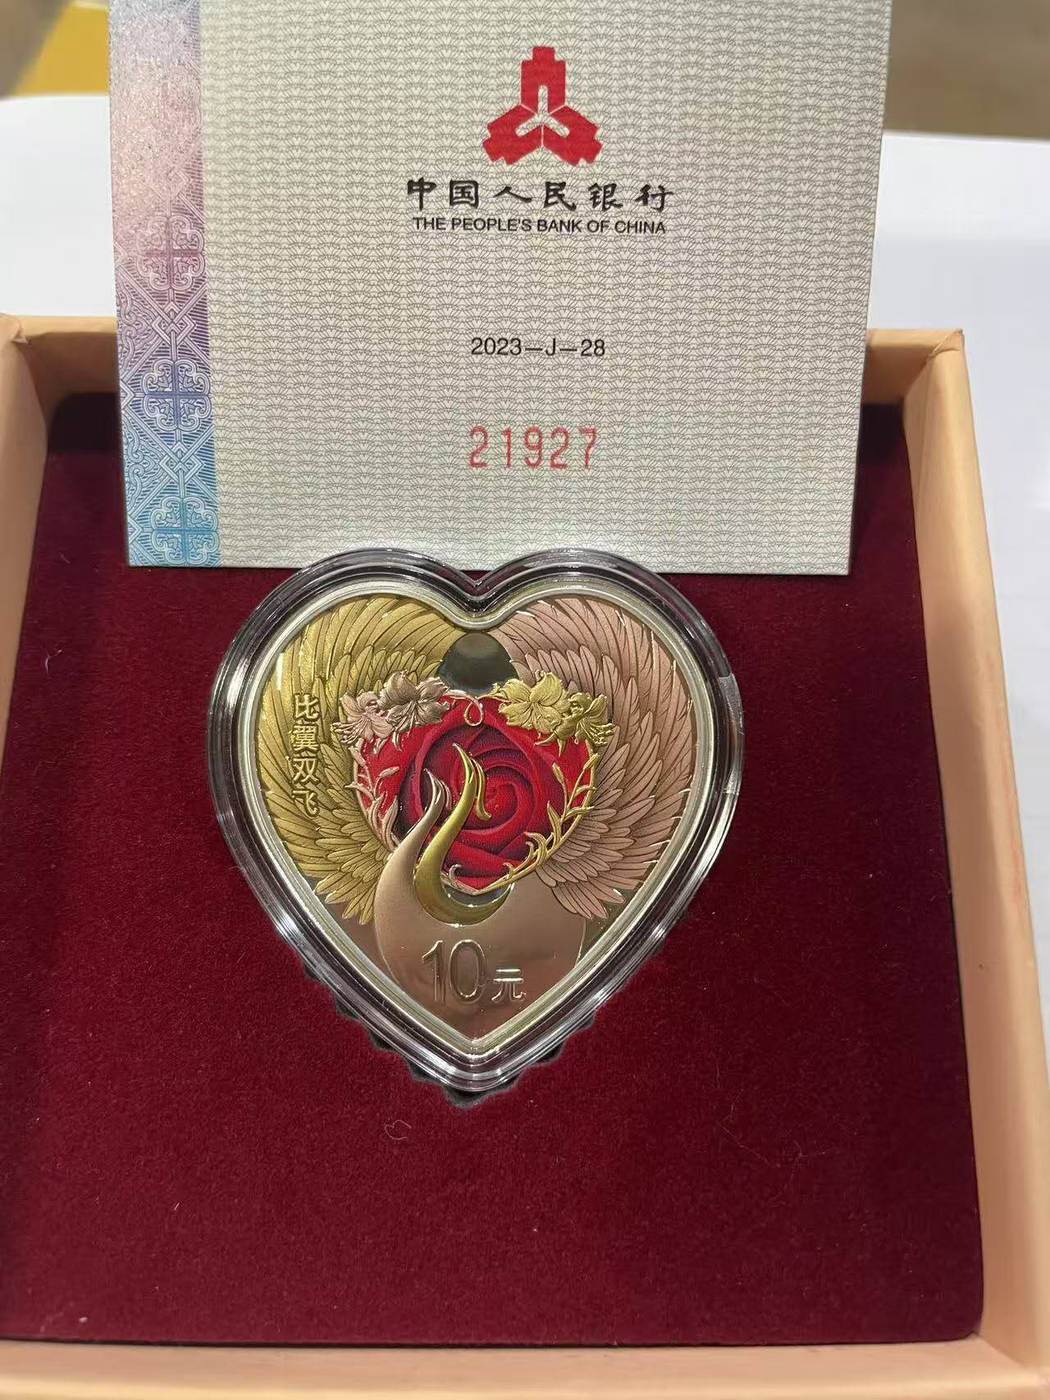 中国人民银行
THE PEOPLE'S BANK OF CHINA
2023—J—28
21927
比翼双飞
10元